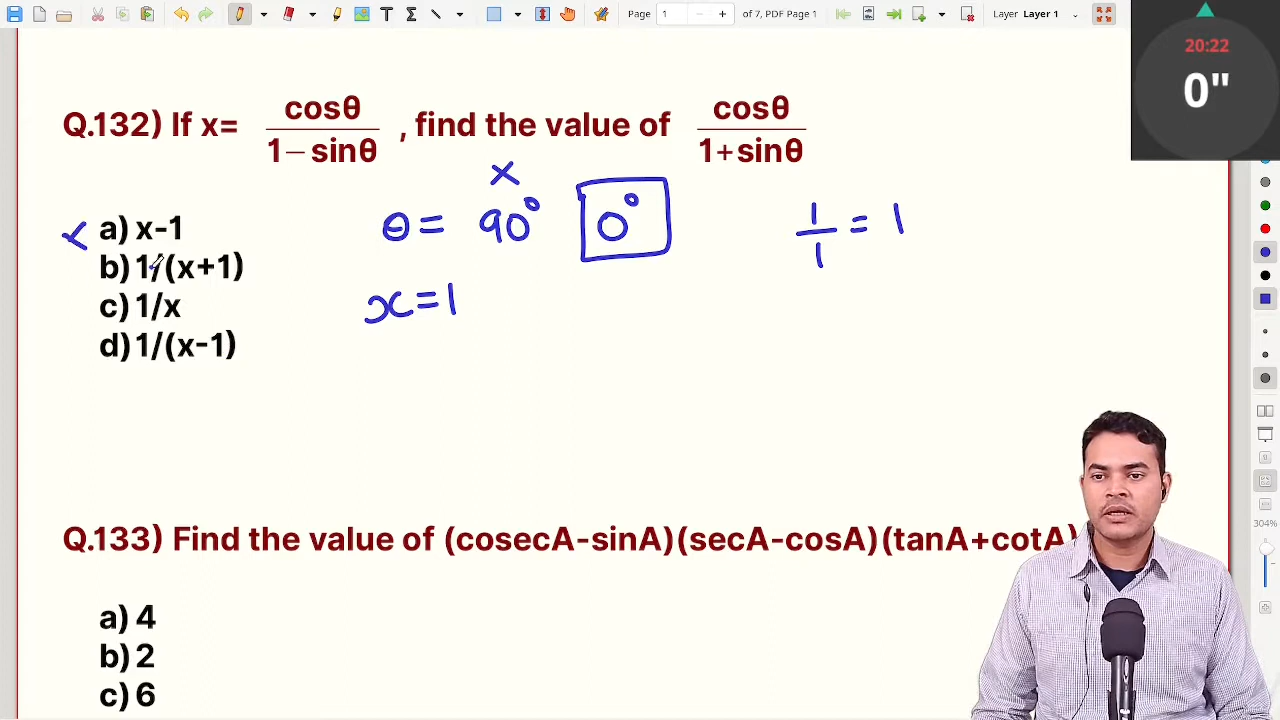 Page 1 of 7, PDF Page 1 Layer Layer 1
20:22
0"
Q.132) If x= cosθ/1−sinθ , find the value of cosθ/1+sinθ
a) x-1
b) 1/(x+1)
c) 1/x
d) 1/(x-1)
× 
θ = 90° 0°
1/1 = 1
x = 1
304%
Q.133) Find the value of (cosecA-sinA)(secA-cosA)(tanA+cotA)
a) 4
b) 2
c) 6